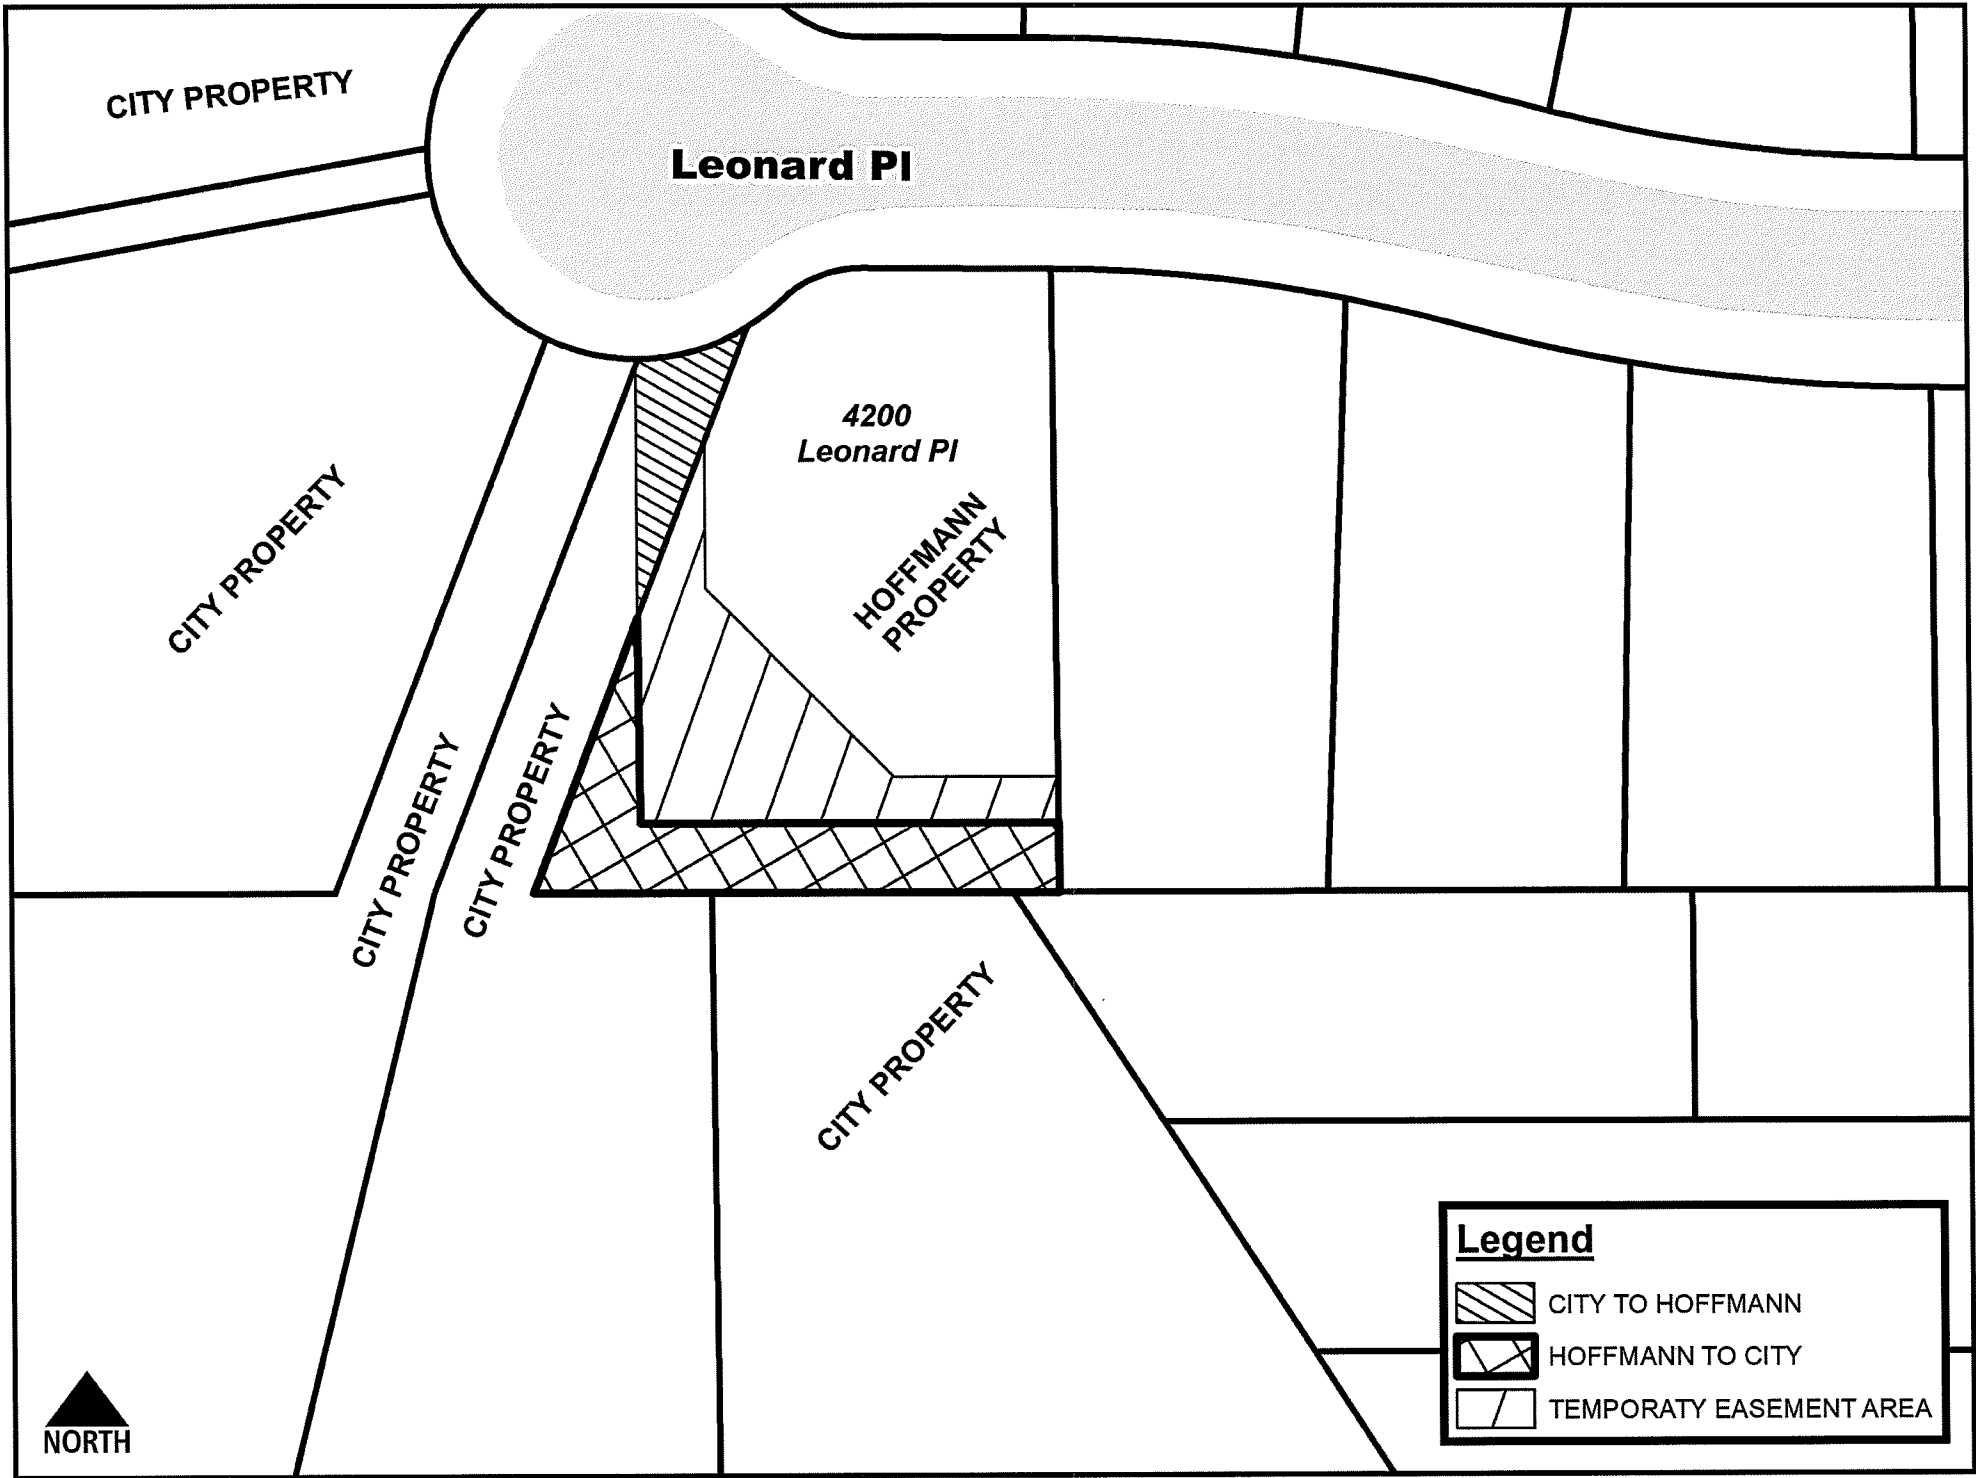 CITY PROPERTY
Leonard Pl
4200
Leonard Pl
HOFFMANN
PROPERTY
CITY PROPERTY
CITY PROPERTY
CITY PROPERTY
CITY PROPERTY
Legend
CITY TO HOFFMANN
HOFFMANN TO CITY
TEMPORATY EASEMENT AREA
NORTH